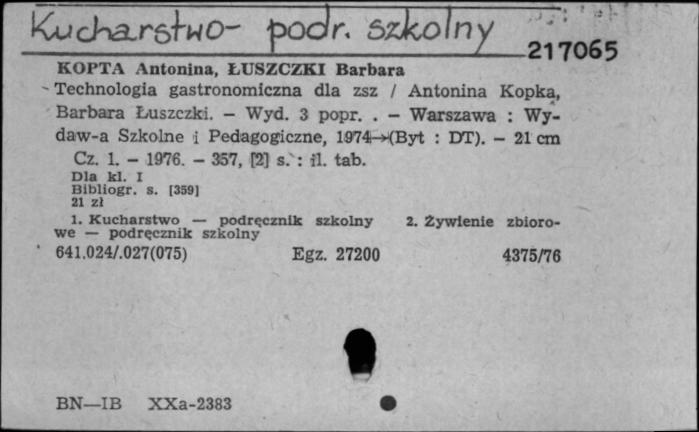 Kucharstwo- podr. szkolny
217065
KOPTA Antonina, ŁUSZCZKI Barbara
Technologia gastronomiczna dla zsz / Antonina Kopka,
Barbara Łuszczki. – Wyd. 3 popr. . – Warszawa : Wy-
daw-a Szkolne i Pedagogiczne, 1974→(Byt : DT). – 21 cm
Cz. 1. – 1976. – 357, [2] s. : il. tab.
Dla kl. I
Bibliogr. s. [359]
21 zł
1. Kucharstwo — podręcznik szkolny 2. Żywienie zbioro-
we — podręcznik szkolny
641.024/.027(075) Egz. 27200 4375/76
BN—IB XXa-2383